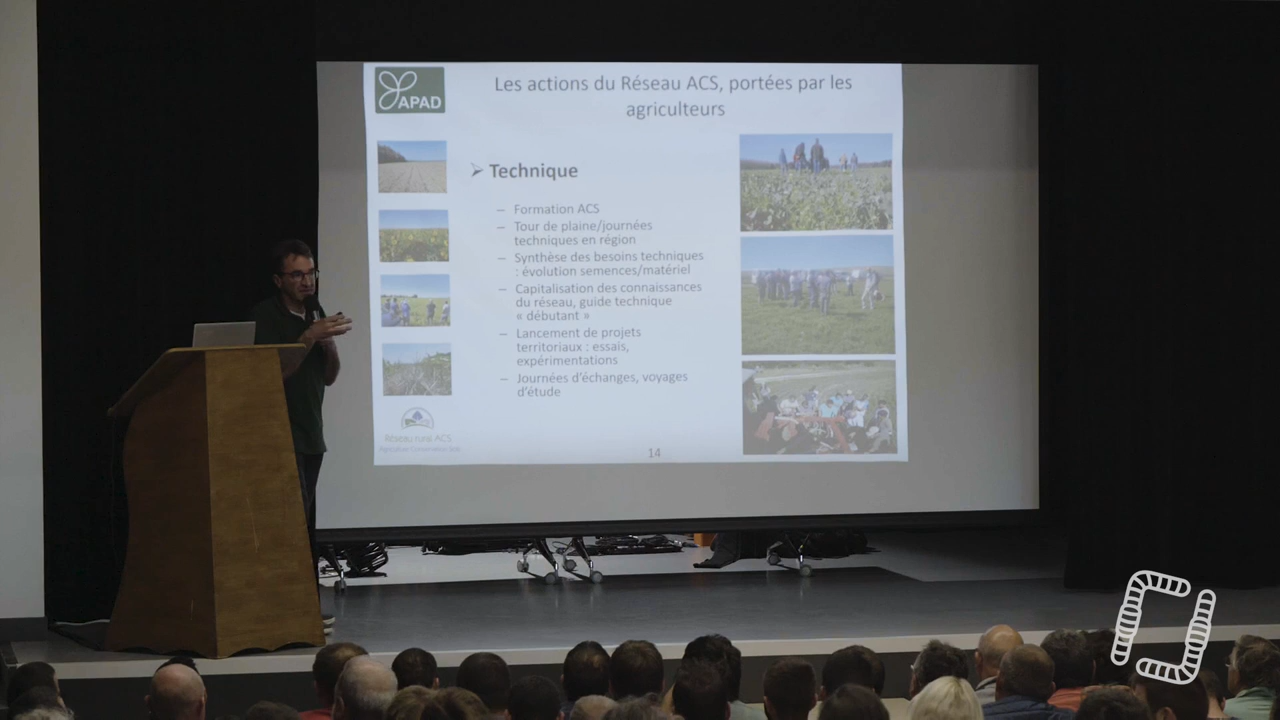 APAD
Les actions du Réseau ACS, portées par les
agriculteurs
➢ Technique
– Formation ACS
– Tour de plaine/journées
techniques en région
– Synthèse des besoins techniques
: évolution semences/matériel
– Capitalisation des connaissances
du réseau, guide technique
« débutant »
– Lancement de projets
territoriaux : essais,
expérimentations
– Journées d'échanges, voyages
d'étude
Réseau rural ACS
14